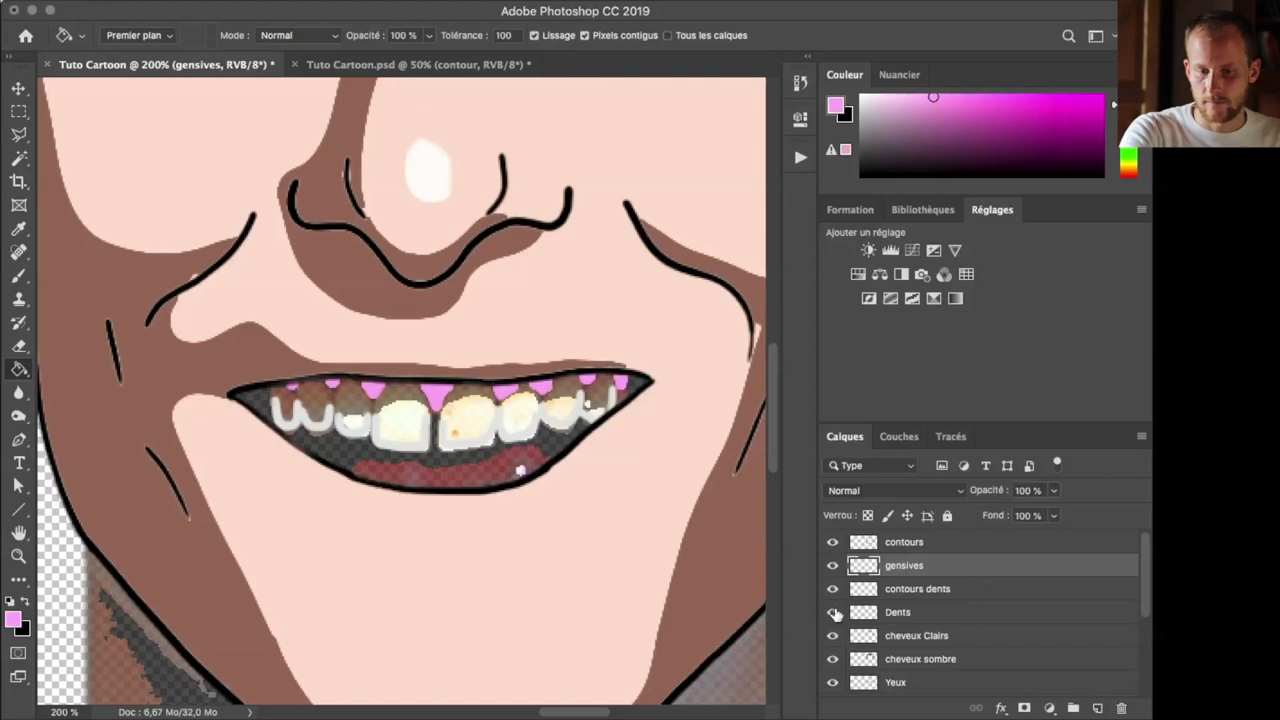 Adobe Photoshop CC 2019
Premier plan Mode : Normal Opacité : 100 % Tolérance : 100 Lissage Pixels contigus Tous les calques
Tuto Cartoon @ 200% (gensives, RVB/8*) * Tuto Cartoon.psd @ 50% (contour, RVB/8*) *
Couleur Nuancier
Formation Bibliothèques Réglages
Ajouter un réglage
Calques Couches Tracés
Type
Normal Opacité : 100 %
Verrou : Fond : 100 %
contours
gensives
contours dents
Dents
cheveux Clairs
cheveux sombre
Yeux
200 % Doc : 6,67 Mo/32,0 Mo